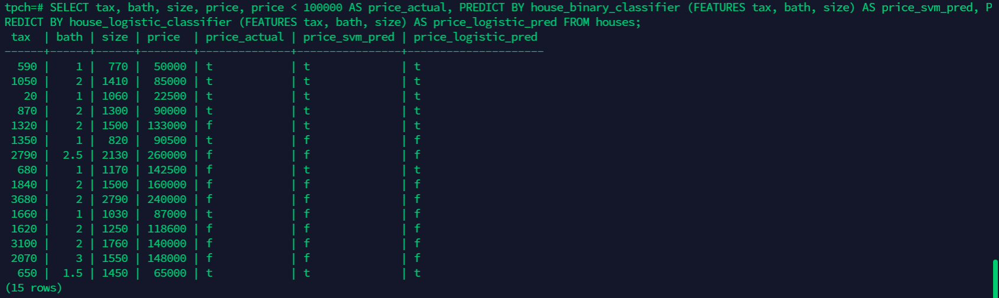 tpch=# SELECT tax, bath, size, price, price < 100000 AS price_actual, PREDICT BY house_binary_classifier (FEATURES tax, bath, size) AS price_svm_pred, P
REDICT BY house_logistic_classifier (FEATURES tax, bath, size) AS price_logistic_pred FROM houses;
 tax  | bath | size | price  | price_actual | price_svm_pred | price_logistic_pred
------+------+------+--------+--------------+----------------+---------------------
  590 |    1 |  770 |  50000 | t            | t              | t
 1050 |    2 | 1410 |  85000 | t            | t              | t
   20 |    1 | 1060 |  22500 | t            | t              | t
  870 |    2 | 1300 |  90000 | t            | t              | t
 1320 |    2 | 1500 | 133000 | f            | t              | t
 1350 |    1 |  820 |  90500 | t            | f              | f
 2790 |  2.5 | 2130 | 260000 | f            | f              | f
  680 |    1 | 1170 | 142500 | f            | t              | t
 1840 |    2 | 1500 | 160000 | f            | f              | f
 3680 |    2 | 2790 | 240000 | f            | f              | f
 1660 |    1 | 1030 |  87000 | t            | f              | f
 1620 |    2 | 1250 | 118600 | f            | f              | f
 3100 |    2 | 1760 | 140000 | f            | f              | f
 2070 |    3 | 1550 | 148000 | f            | f              | f
  650 |  1.5 | 1450 |  65000 | t            | t              | t
(15 rows)